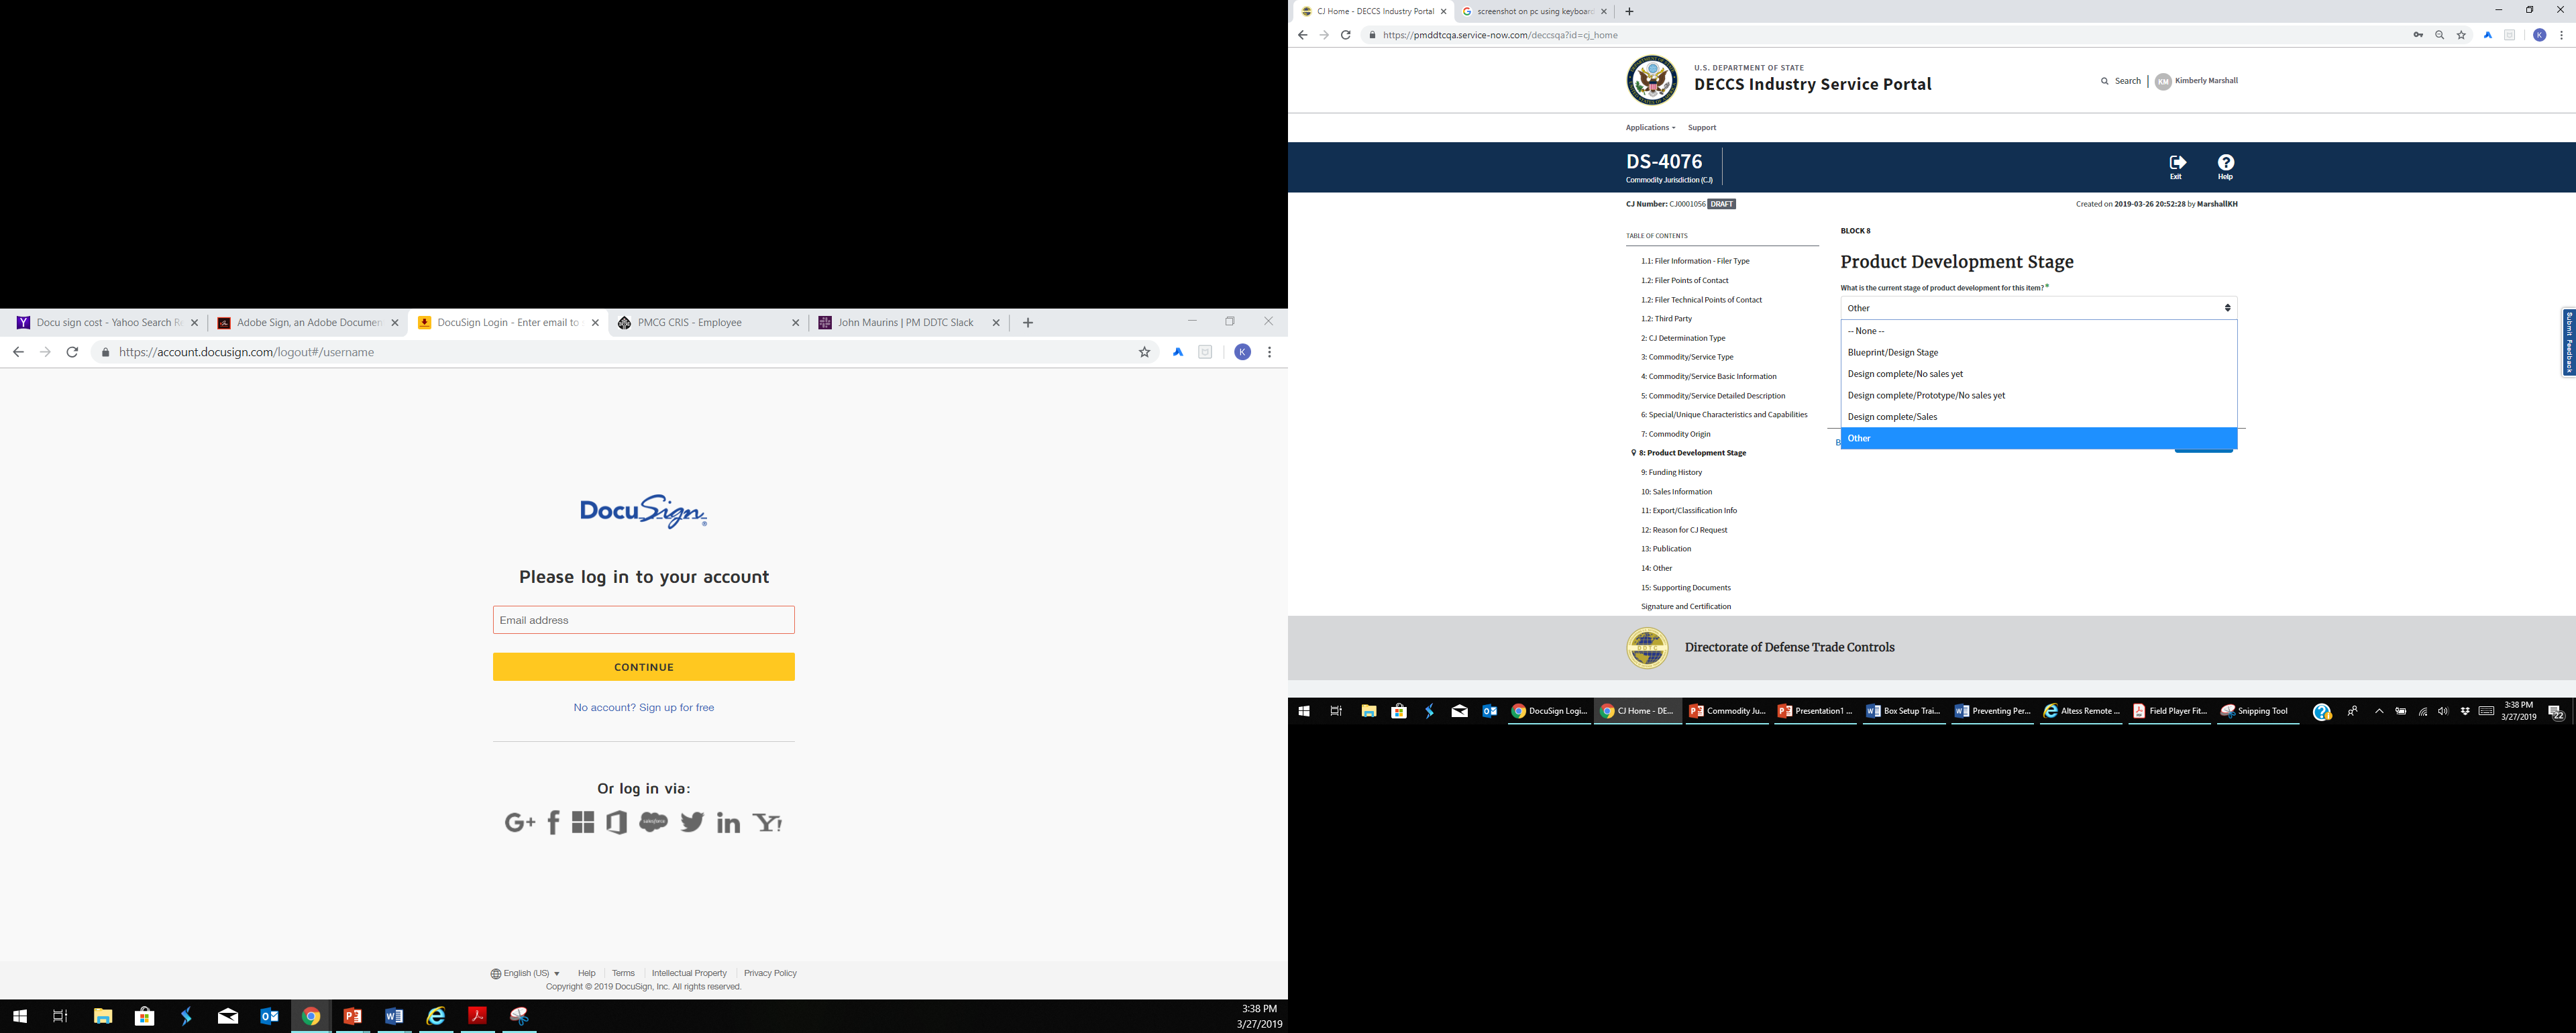 Docu sign cost - Yahoo Search R
Adobe Sign, an Adobe Documen
DocuSign Login - Enter email to
PMCG CRIS - Employee
John Maurins | PM DDTC Slack
https://account.docusign.com/logout#/username
K
DocuSign
Please log in to your account
Email address
CONTINUE
No account? Sign up for free
Or log in via:
English (US)
Help
Terms
Intellectual Property
Privacy Policy
Copyright © 2019 DocuSign, Inc. All rights reserved.
3:38 PM
3/27/2019
CJ Home - DECCS Industry Portal
screenshot on pc using keyboard
https://pmddtcqa.service-now.com/deccsqa?id=cj_home
K
U.S. DEPARTMENT OF STATE
DECCS Industry Service Portal
Search
KM
Kimberly Marshall
Applications
Support
DS-4076
Commodity Jurisdiction (CJ)
Exit
Help
CJ Number: CJ0001056 DRAFT
Created on 2019-03-26 20:52:28 by MarshallKH
TABLE OF CONTENTS
1.1: Filer Information - Filer Type
1.2: Filer Points of Contact
1.2: Filer Technical Points of Contact
1.2: Third Party
2: CJ Determination Type
3: Commodity/Service Type
4: Commodity/Service Basic Information
5: Commodity/Service Detailed Description
6: Special/Unique Characteristics and Capabilities
7: Commodity Origin
8: Product Development Stage
9: Funding History
10: Sales Information
11: Export/Classification Info
12: Reason for CJ Request
13: Publication
14: Other
15: Supporting Documents
Signature and Certification
BLOCK 8
Product Development Stage
What is the current stage of product development for this item?*
Other
-- None --
Blueprint/Design Stage
Design complete/No sales yet
Design complete/Prototype/No sales yet
Design complete/Sales
Other
Submit Feedback
Directorate of Defense Trade Controls
DocuSign Logi...
CJ Home - DE...
Commodity Ju...
Presentation1 ...
Box Setup Trai...
Preventing Per...
Altess Remote ...
Field Player Fit...
Snipping Tool
3:38 PM
3/27/2019
22